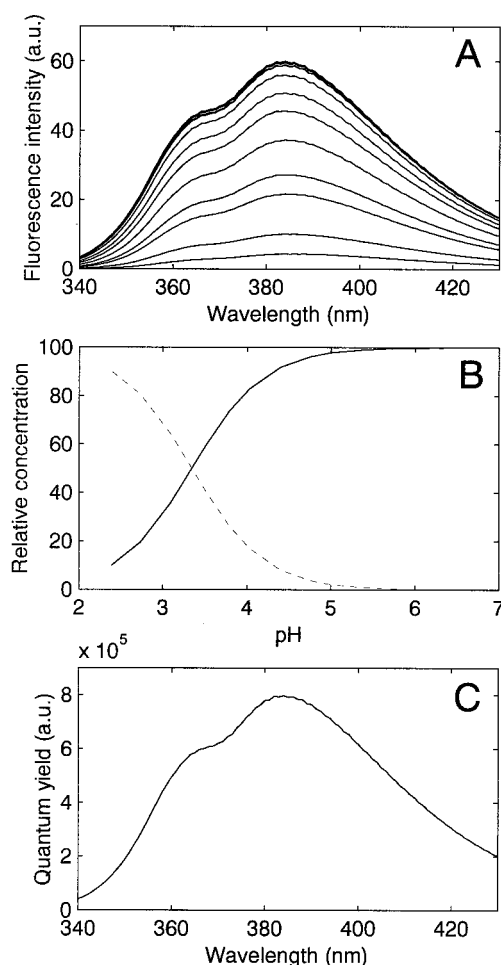 A
Fluorescence intensity (a.u.)
60
40
20
0
340 360 380 400 420
Wavelength (nm)
B
Relative concentration
100
80
60
40
20
0
2 3 4 5 6 7
pH
x 10^5
C
Quantum yield (a.u.)
8
6
4
2
0
340 360 380 400 420
Wavelength (nm)